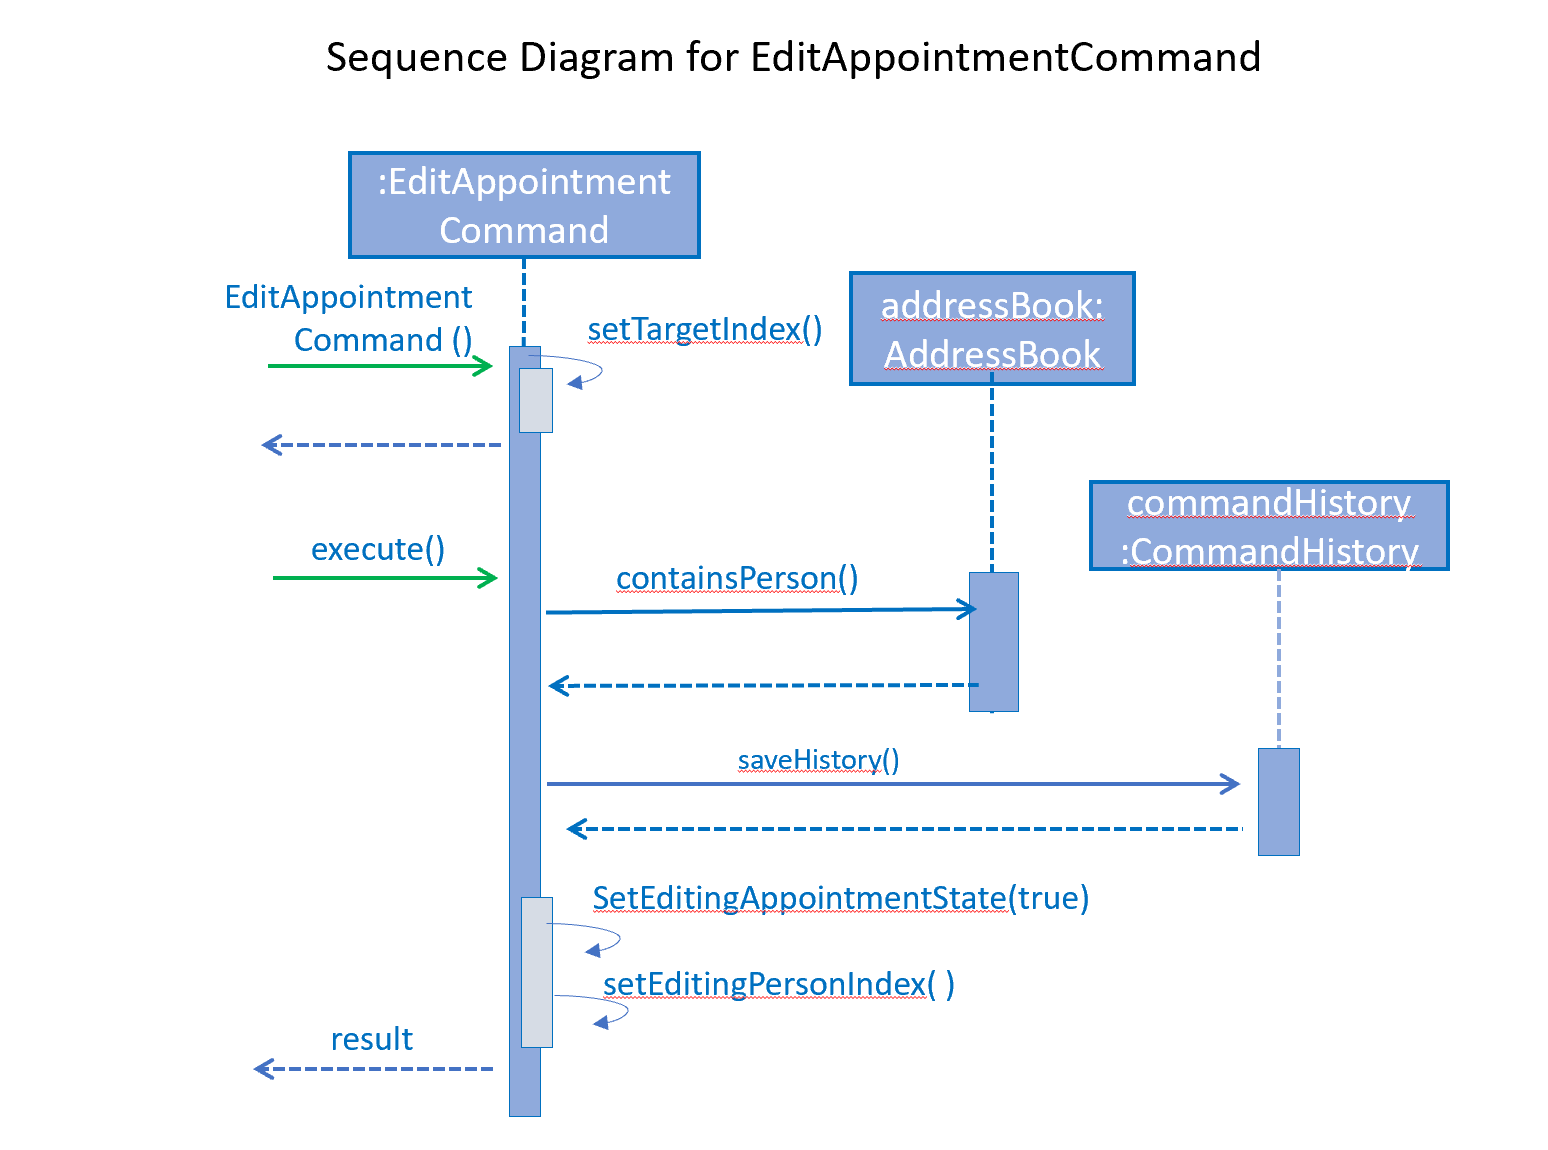 Sequence Diagram for EditAppointmentCommand
:EditAppointment
Command
EditAppointment
Command ()
setTargetIndex()
addressBook:
AddressBook
commandHistory
:CommandHistory
execute()
containsPerson()
saveHistory()
SetEditingAppointmentState(true)
setEditingPersonIndex( )
result